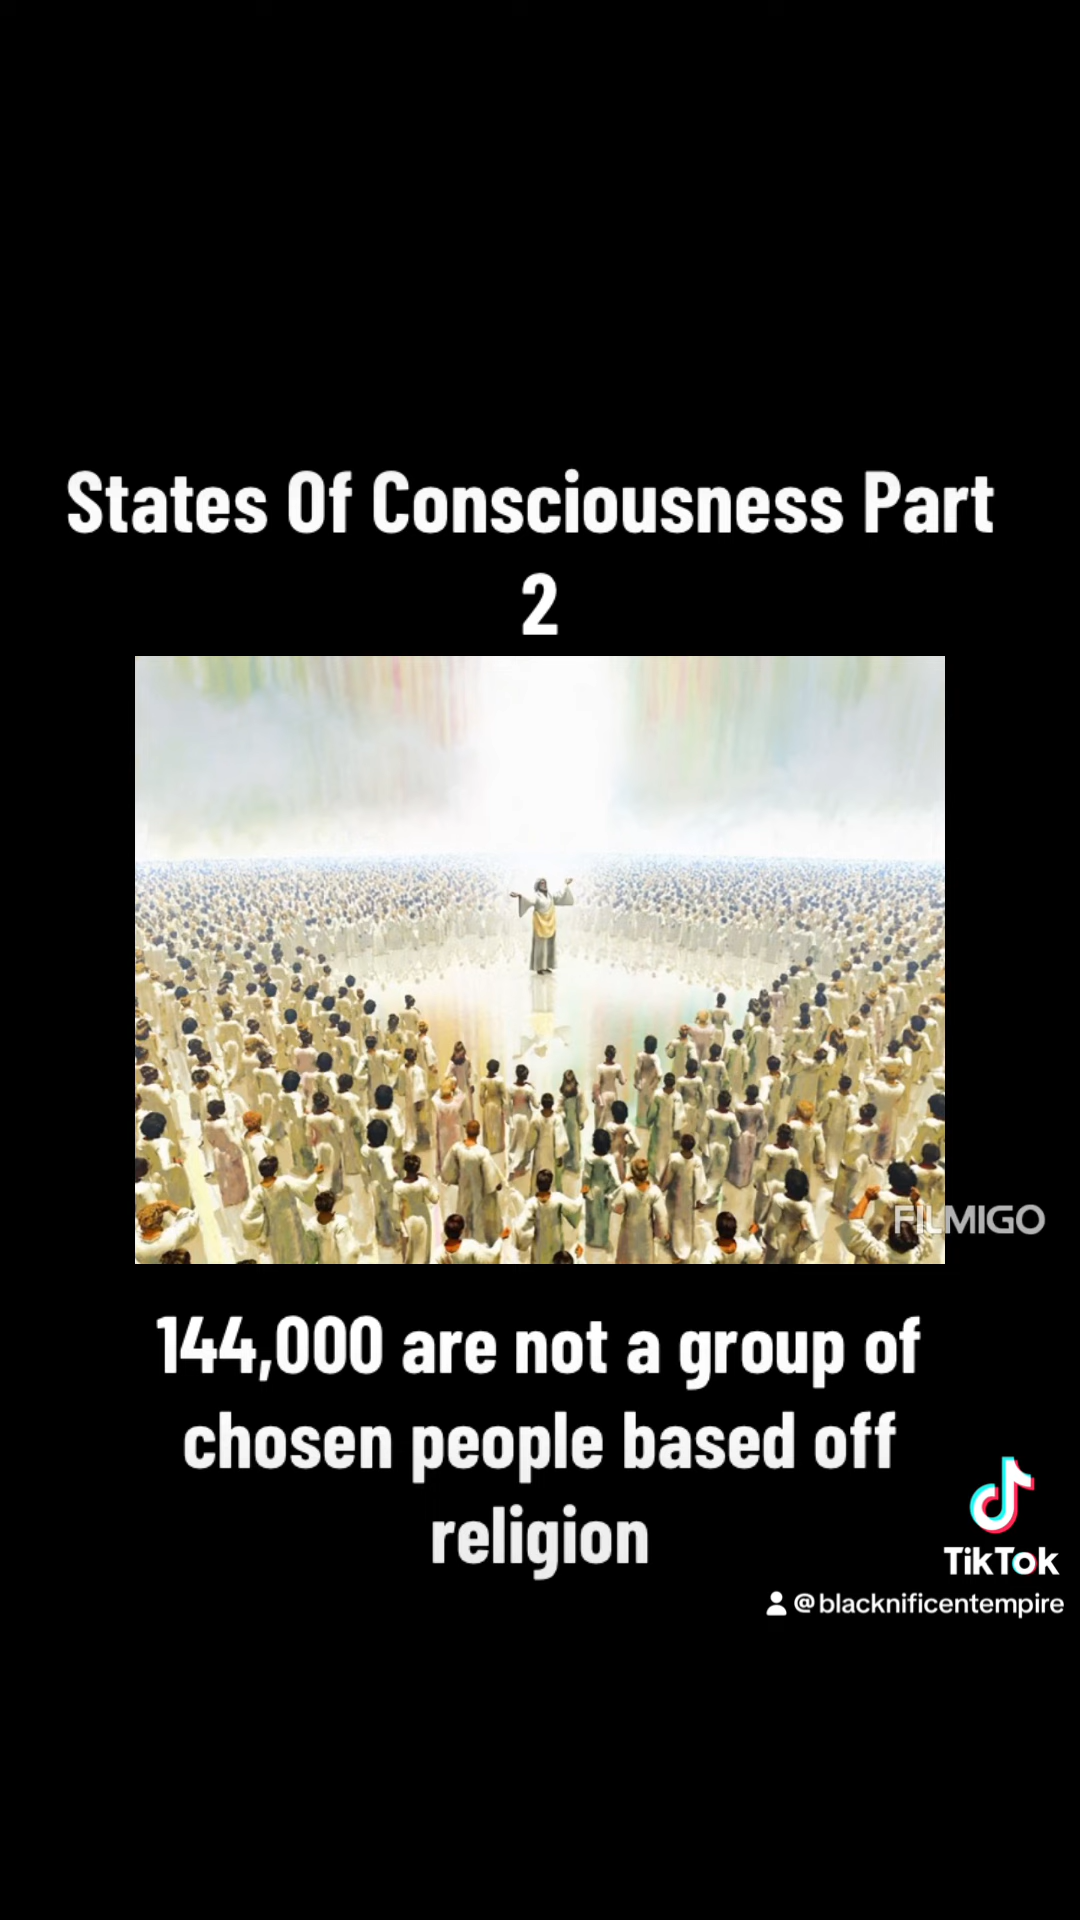 States Of Consciousness Part
2
FILMIGO
144,000 are not a group of
chosen people based off
religion
TikTok
@blacknificentempire